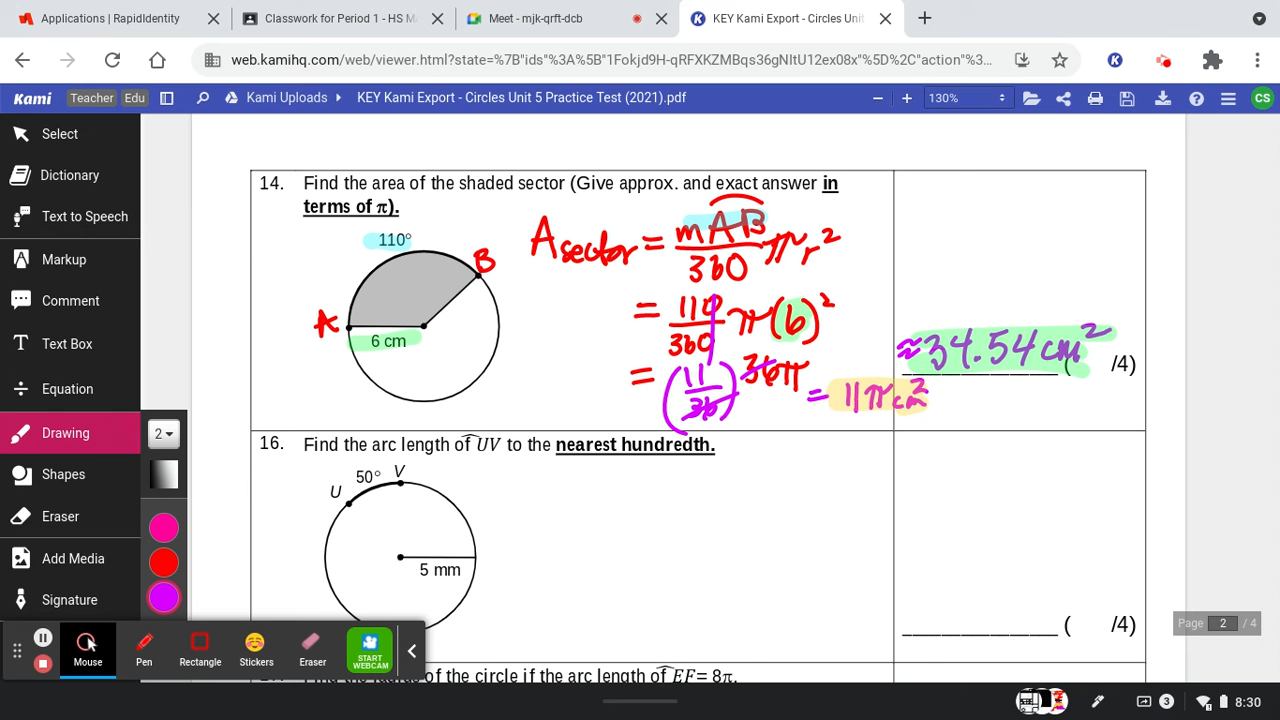 Applications | RapidIdentity
Classwork for Period 1 - HS M
Meet - mjk-qrft-dcb
KEY Kami Export - Circles Unit
web.kamihq.com/web/viewer.html?state=%7B"ids"%3A%5B"1Fokjd9H-qRFXKZMBqs36gNItU12ex08x"%5D%2C"action"%3...
Kami Teacher Edu
Kami Uploads
KEY Kami Export - Circles Unit 5 Practice Test (2021).pdf
130%
CS
Select
Dictionary
Text to Speech
Markup
Comment
Text Box
Equation
Drawing
2
Shapes
Eraser
Add Media
Signature
14. Find the area of the shaded sector (Give approx. and exact answer in
terms of π).
110°
A
B
6 cm
A sector = mAB/360 πr²
= 110/360 π(6)²
= (11/36) 36π = 11π cm²
≈ 34.54 cm²
( /4)
16. Find the arc length of UV to the nearest hundredth.
50°
V
U
5 mm
( /4)
of the circle if the arc length of EF = 8π.
Page 2 / 4
Mouse
Pen
Rectangle
Stickers
Eraser
START WEBCAM
3
8:30